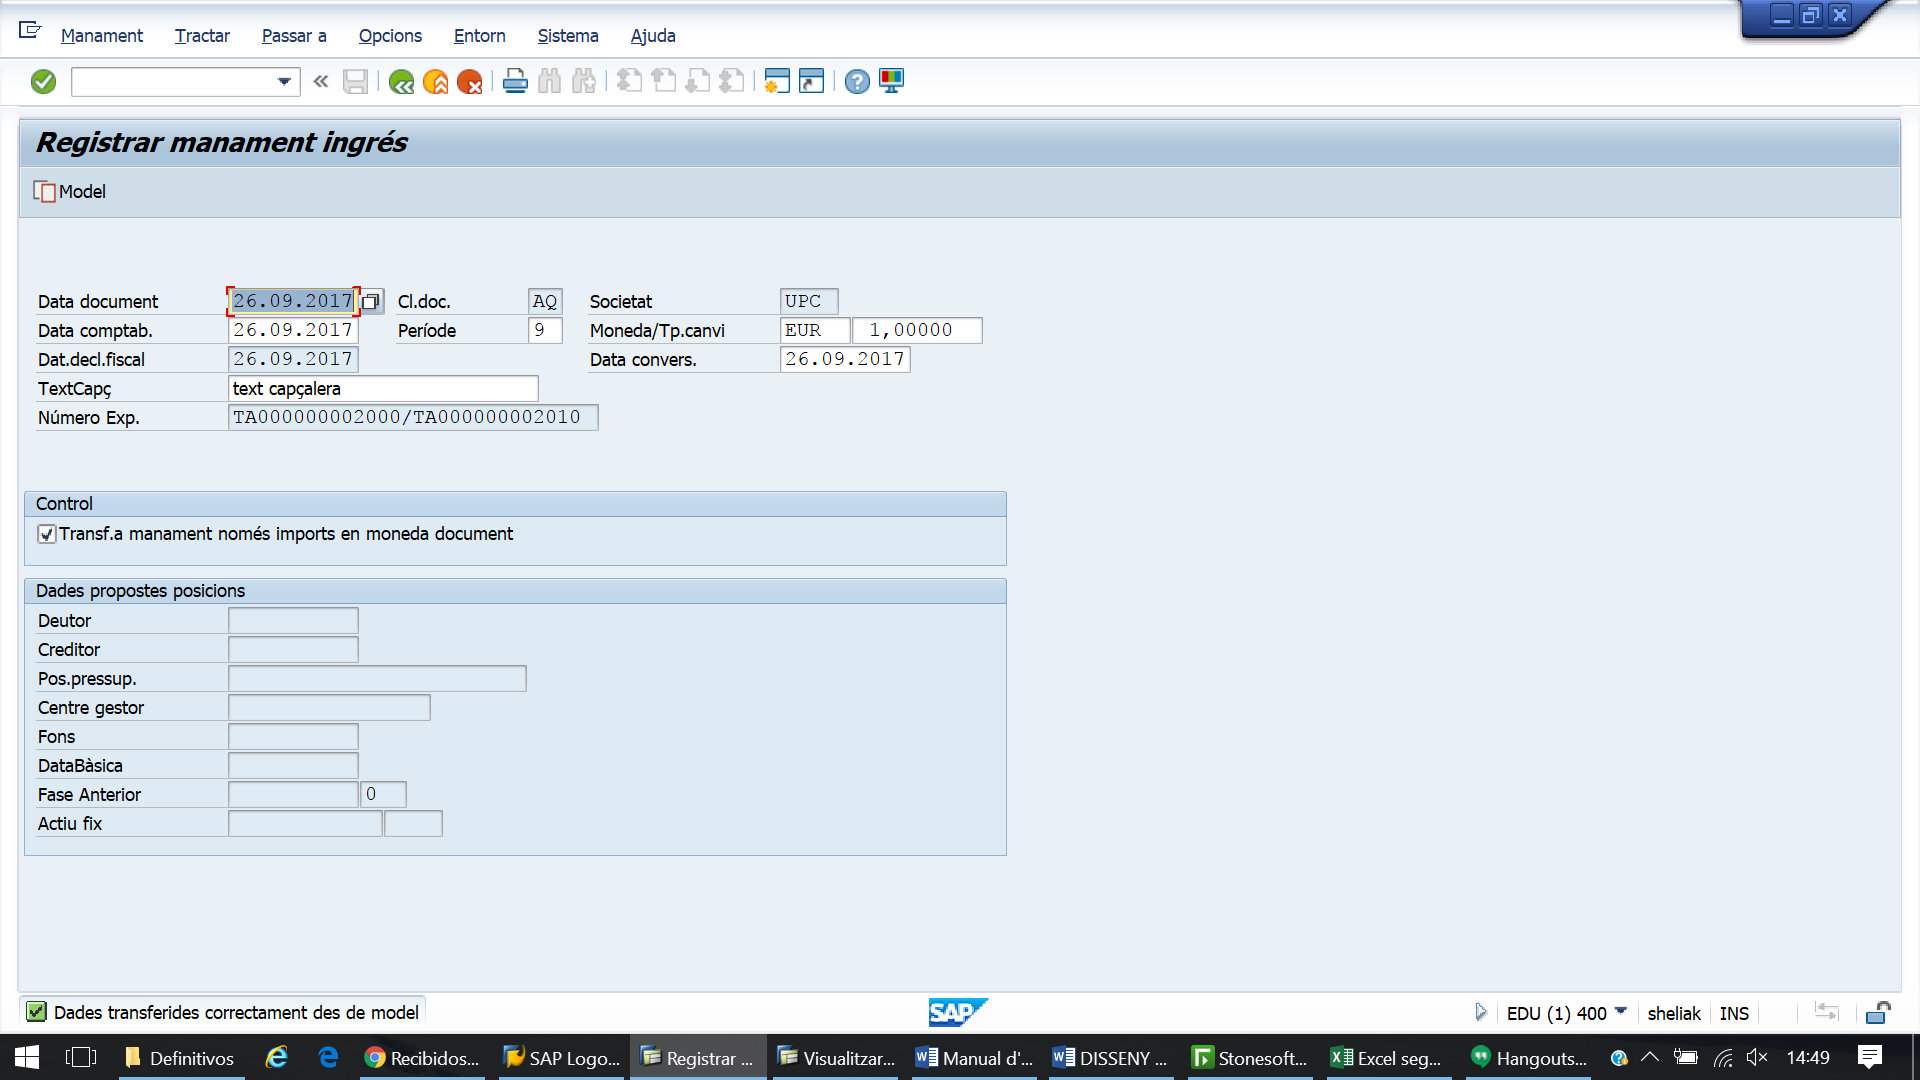 Manament Tractar Passar a Opcions Entorn Sistema Ajuda
Registrar manament ingrés
Model
Data document 26.09.2017 Cl.doc. AQ Societat UPC
Data comptab. 26.09.2017 Període 9 Moneda/Tp.canvi EUR 1,00000
Dat.decl.fiscal 26.09.2017 Data convers. 26.09.2017
TextCapç text capçalera
Número Exp. TA000000002000/TA000000002010
Control
Transf.a manament només imports en moneda document
Dades propostes posicions
Deutor
Creditor
Pos.pressup.
Centre gestor
Fons
DataBàsica
Fase Anterior 0
Actiu fix
Dades transferides correctament des de model SAP EDU (1) 400 sheliak INS
Definitivos Recibidos... SAP Logo... Registrar ... Visualitzar... Manual d'... DISSENY ... Stonesoft... Excel seg... Hangouts... 14:49